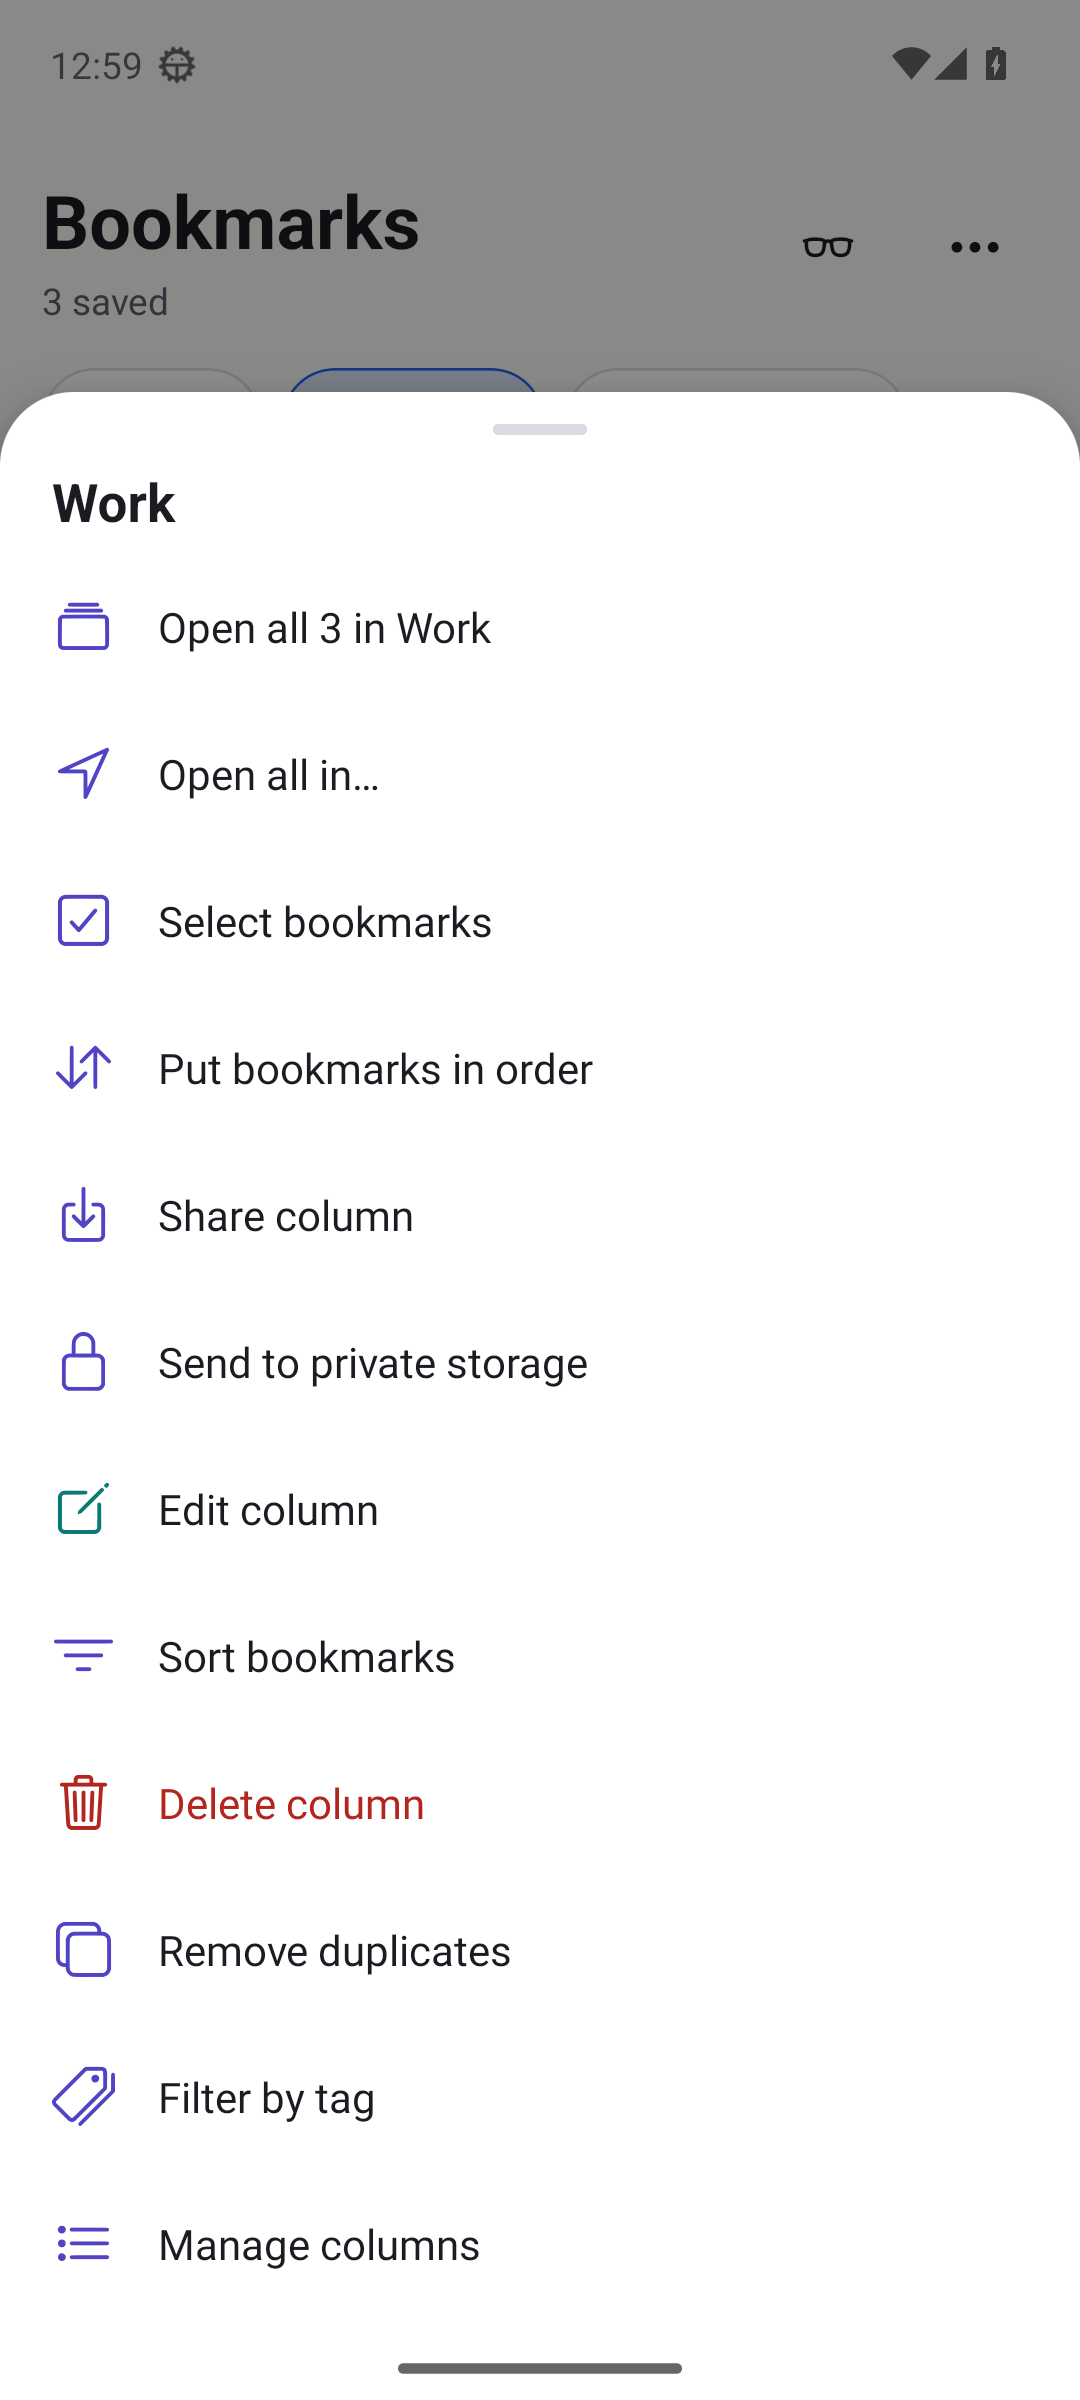 12:59
Bookmarks
3 saved
Work
Open all 3 in Work
Open all in…
Select bookmarks
Put bookmarks in order
Share column
Send to private storage
Edit column
Sort bookmarks
Delete column
Remove duplicates
Filter by tag
Manage columns